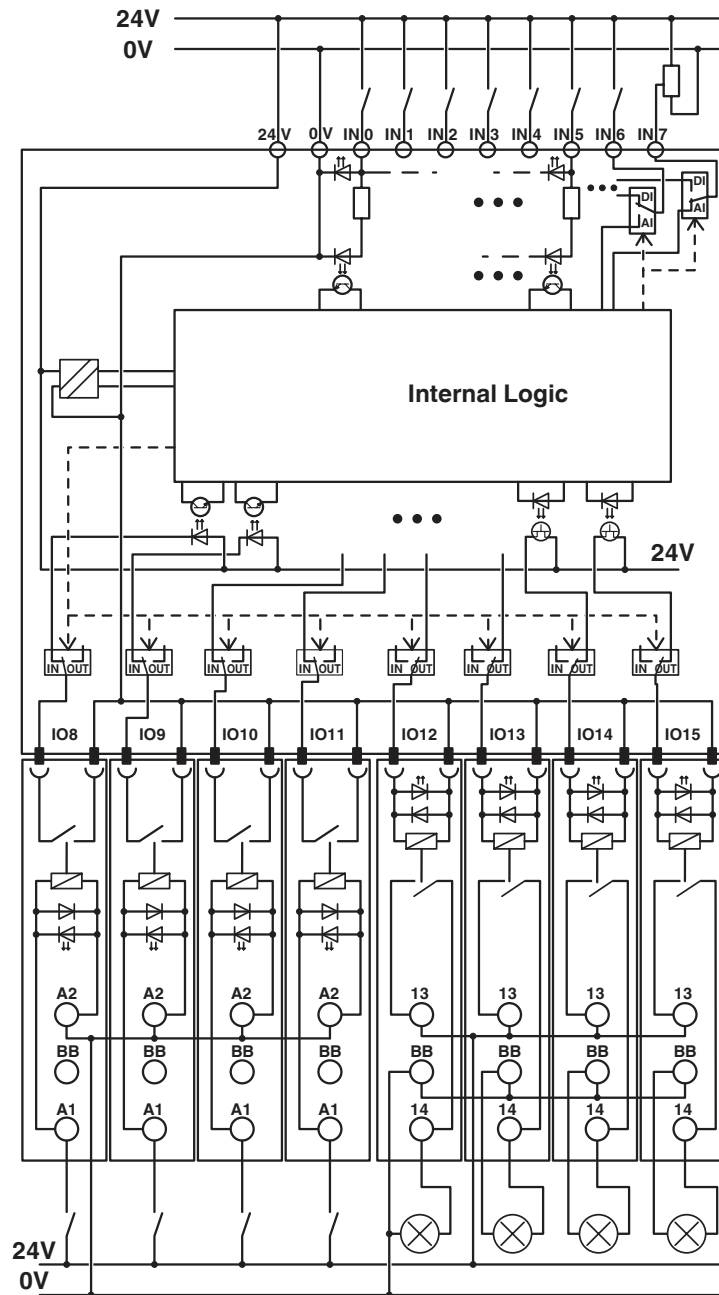 24V
0V
24 V 0 V IN 0 IN 1 IN 2 IN 3 IN 4 IN 5 IN 6 IN 7
DI DI
AI AI
Internal Logic
24V
IN OUT IN OUT IN OUT IN OUT IN OUT IN OUT IN OUT IN OUT
IO8 IO9 IO10 IO11 IO12 IO13 IO14 IO15
A2 A2 A2 A2 13 13 13 13
BB BB BB BB BB BB BB BB
A1 A1 A1 A1 14 14 14 14
24V
0V